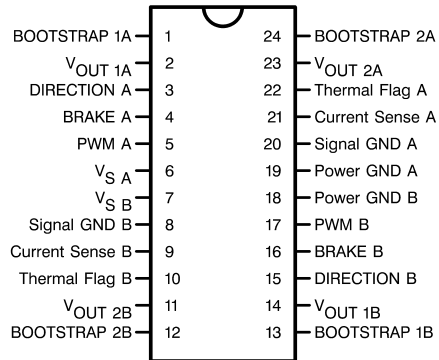 BOOTSTRAP 1A 1 24 BOOTSTRAP 2A
VOUT 1A 2 23 VOUT 2A
DIRECTION A 3 22 Thermal Flag A
BRAKE A 4 21 Current Sense A
PWM A 5 20 Signal GND A
VS A 6 19 Power GND A
VS B 7 18 Power GND B
Signal GND B 8 17 PWM B
Current Sense B 9 16 BRAKE B
Thermal Flag B 10 15 DIRECTION B
VOUT 2B 11 14 VOUT 1B
BOOTSTRAP 2B 12 13 BOOTSTRAP 1B